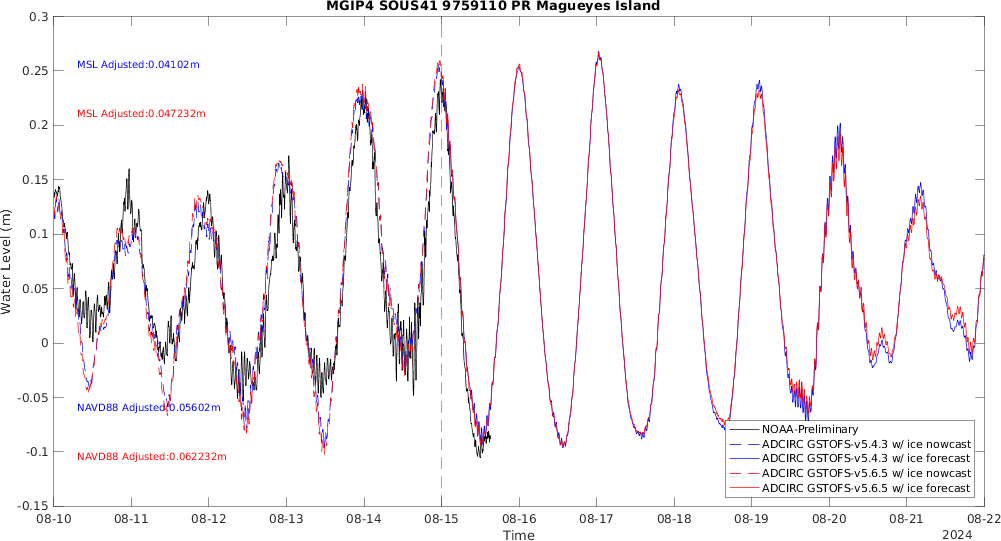 MGIP4 SOUS41 9759110 PR Magueyes Island
0.3
0.25
0.2
0.15
0.1
0.05
0
-0.05
-0.1
-0.15
Water Level (m)
MSL Adjusted:0.04102m
MSL Adjusted:0.047232m
NAVD88 Adjusted:0.05602m
NAVD88 Adjusted:0.062232m
NOAA-Preliminary
ADCIRC GSTOFS-v5.4.3 w/ ice nowcast
ADCIRC GSTOFS-v5.4.3 w/ ice forecast
ADCIRC GSTOFS-v5.6.5 w/ ice nowcast
ADCIRC GSTOFS-v5.6.5 w/ ice forecast
08-10 08-11 08-12 08-13 08-14 08-15 08-16 08-17 08-18 08-19 08-20 08-21 08-22
Time
2024